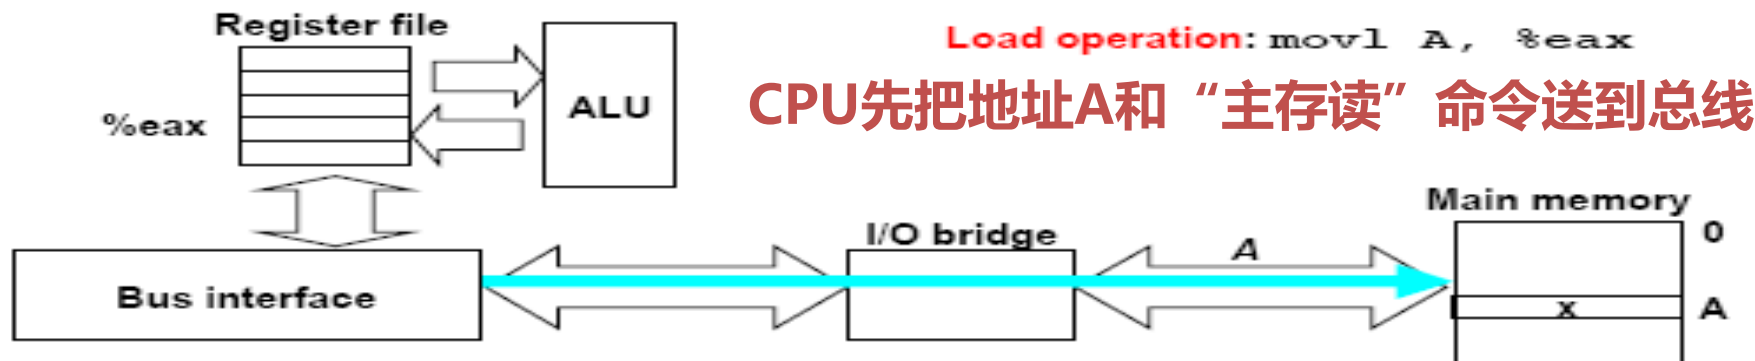 Register file
Load operation: movl A, %eax
ALU
CPU先把地址A和“主存读”命令送到总线
%eax
Main memory
I/O bridge
A
0
Bus interface
x
A